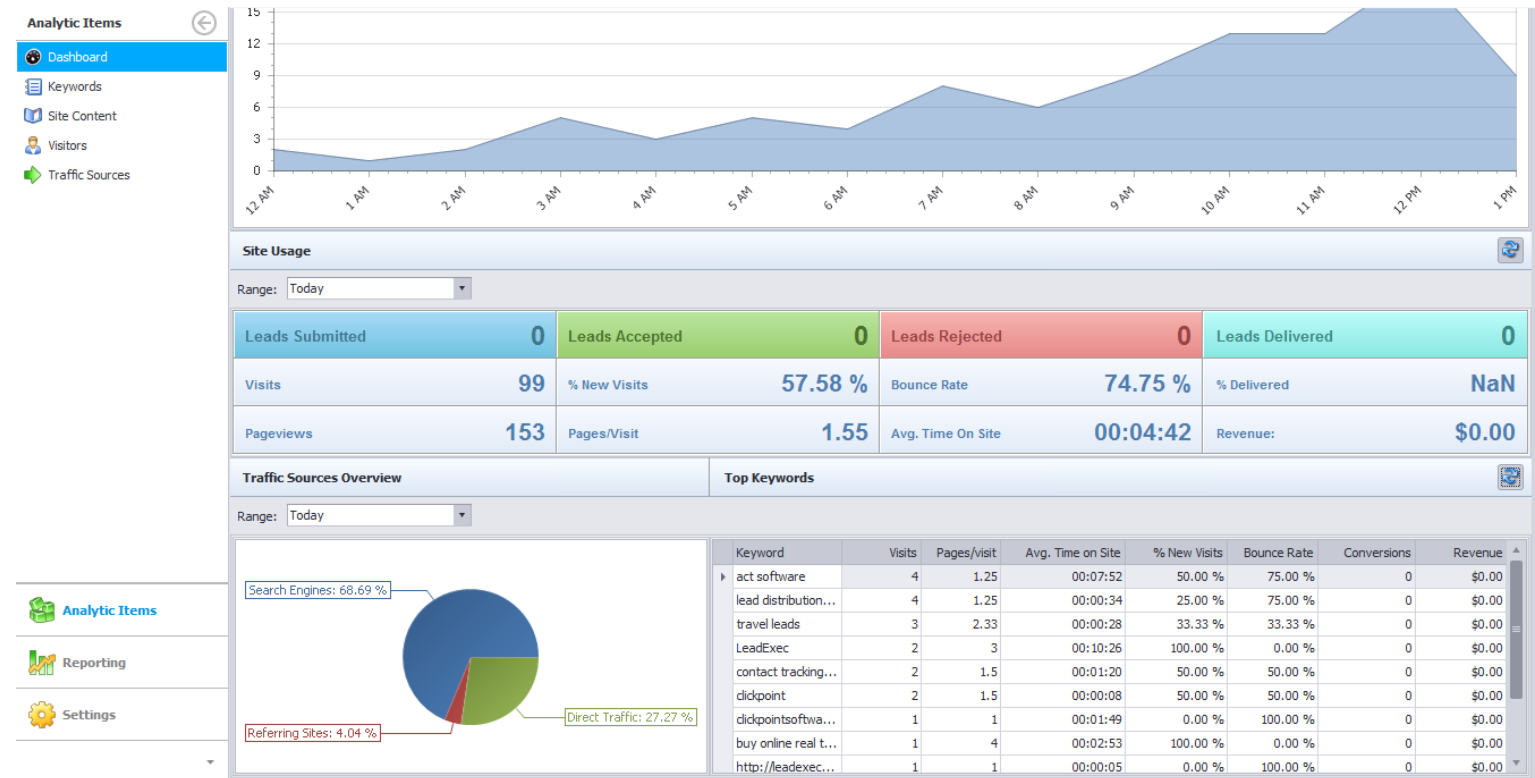 Analytic Items
Dashboard
Keywords
Site Content
Visitors
Traffic Sources
Analytic Items
Reporting
Settings
15
12
9
6
3
0
12 AM 1 AM 2 AM 3 AM 4 AM 5 AM 6 AM 7 AM 8 AM 9 AM 10 AM 11 AM 12 PM 1 PM
Site Usage
Range: Today
Leads Submitted 0 Leads Accepted 0 Leads Rejected 0 Leads Delivered 0
Visits 99 % New Visits 57.58 % Bounce Rate 74.75 % % Delivered NaN
Pageviews 153 Pages/Visit 1.55 Avg. Time On Site 00:04:42 Revenue: $0.00
Traffic Sources Overview Top Keywords
Range: Today
Search Engines: 68.69 %
Direct Traffic: 27.27 %
Referring Sites: 4.04 %
Keyword Visits Pages/visit Avg. Time on Site % New Visits Bounce Rate Conversions Revenue
act software 4 1.25 00:07:52 50.00 % 75.00 % 0 $0.00
lead distribution... 4 1.25 00:00:34 25.00 % 75.00 % 0 $0.00
travel leads 3 2.33 00:00:28 33.33 % 33.33 % 0 $0.00
LeadExec 2 3 00:10:26 100.00 % 0.00 % 0 $0.00
contact tracking... 2 1.5 00:01:20 50.00 % 50.00 % 0 $0.00
clickpoint 2 1.5 00:00:08 50.00 % 50.00 % 0 $0.00
clickpointsoftwa... 1 1 00:01:49 0.00 % 100.00 % 0 $0.00
buy online real t... 1 4 00:02:53 100.00 % 0.00 % 0 $0.00
http://leadexec... 1 1 00:00:05 0.00 % 100.00 % 0 $0.00